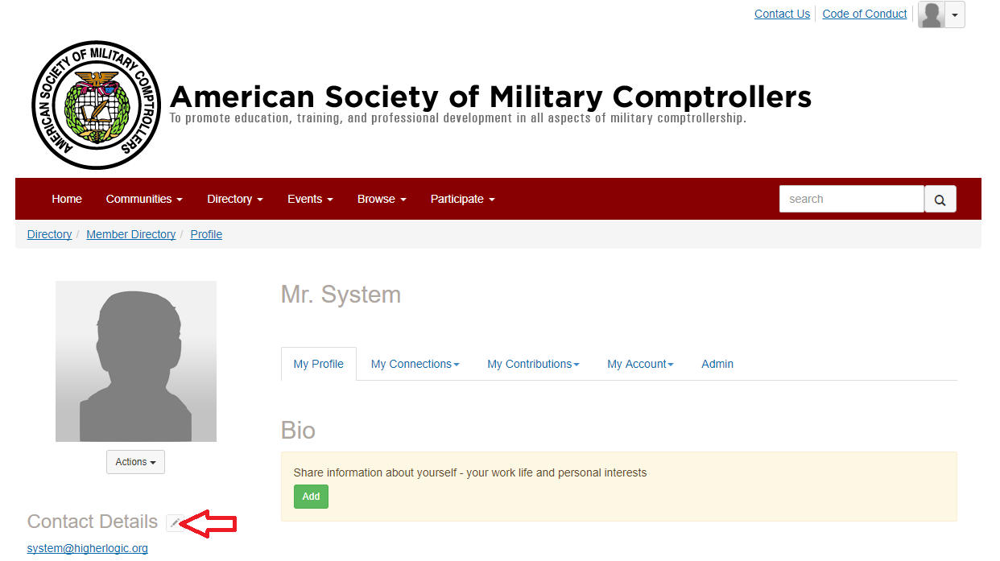 Contact Us
Code of Conduct
AMERICAN SOCIETY OF MILITARY COMPTROLLERS
American Society of Military Comptrollers
To promote education, training, and professional development in all aspects of military comptrollership.
Home Communities Directory Events Browse Participate search
Directory / Member Directory / Profile
Mr. System
My Profile My Connections My Contributions My Account Admin
Bio
Share information about yourself - your work life and personal interests
Add
Actions
Contact Details
system@higherlogic.org